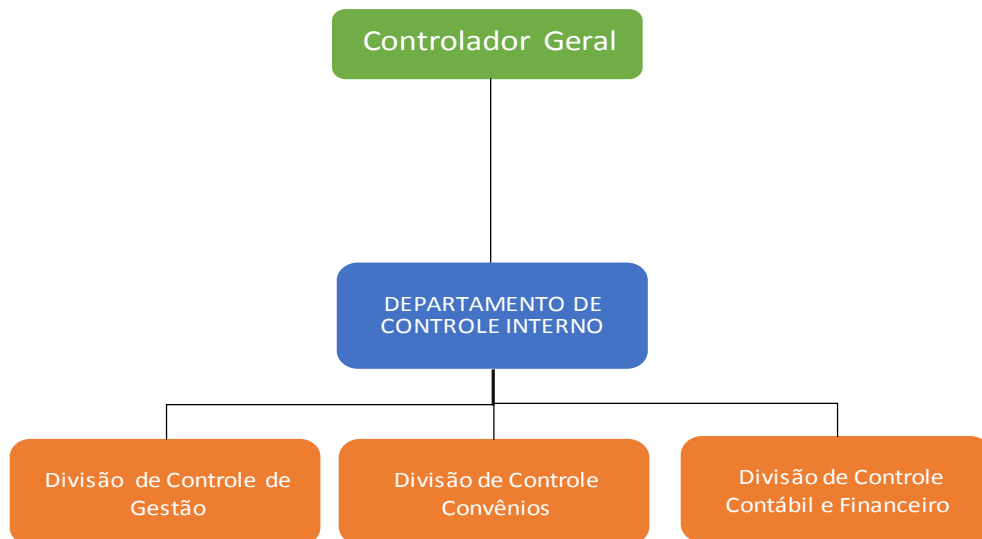 Controlador Geral
DEPARTAMENTO DE
CONTROLE INTERNO
Divisão de Controle de
Gestão
Divisão de Controle
Convênios
Divisão de Controle
Contábil e Financeiro